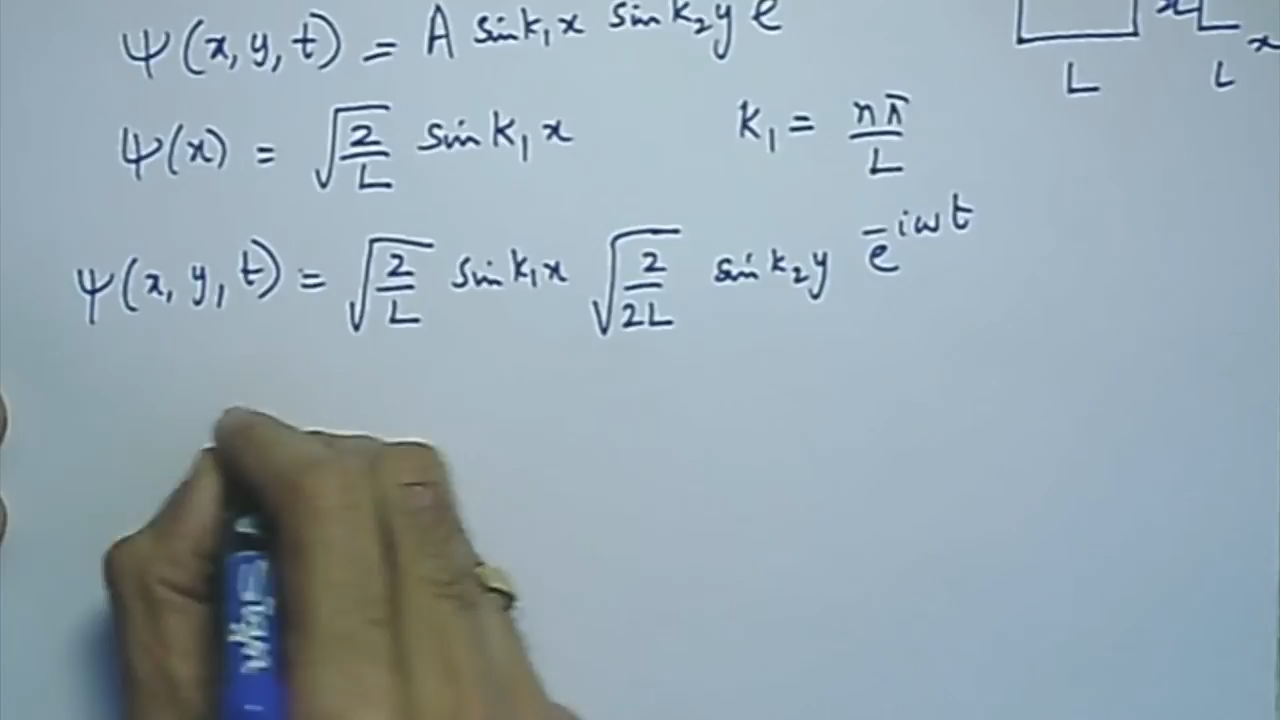 ψ(x, y, t) = A sin k₁x sin k₂y e
L L x
ψ(x) = √(2/L) sin k₁x k₁ = nπ/L
ψ(x, y, t) = √(2/L) sin k₁x √(2/2L) sin k₂y e^(-iωt)